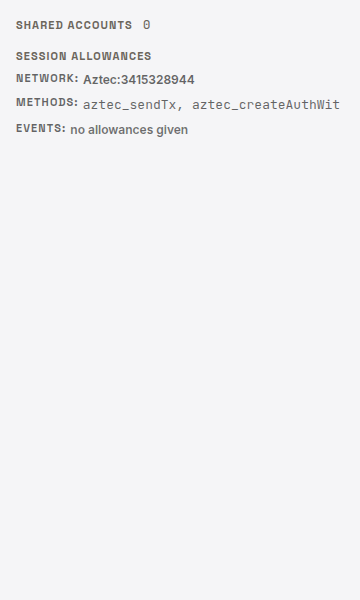 SHARED ACCOUNTS 0
SESSION ALLOWANCES
NETWORK: Aztec:3415328944
METHODS: aztec_sendTx, aztec_createAuthWit
EVENTS: no allowances given